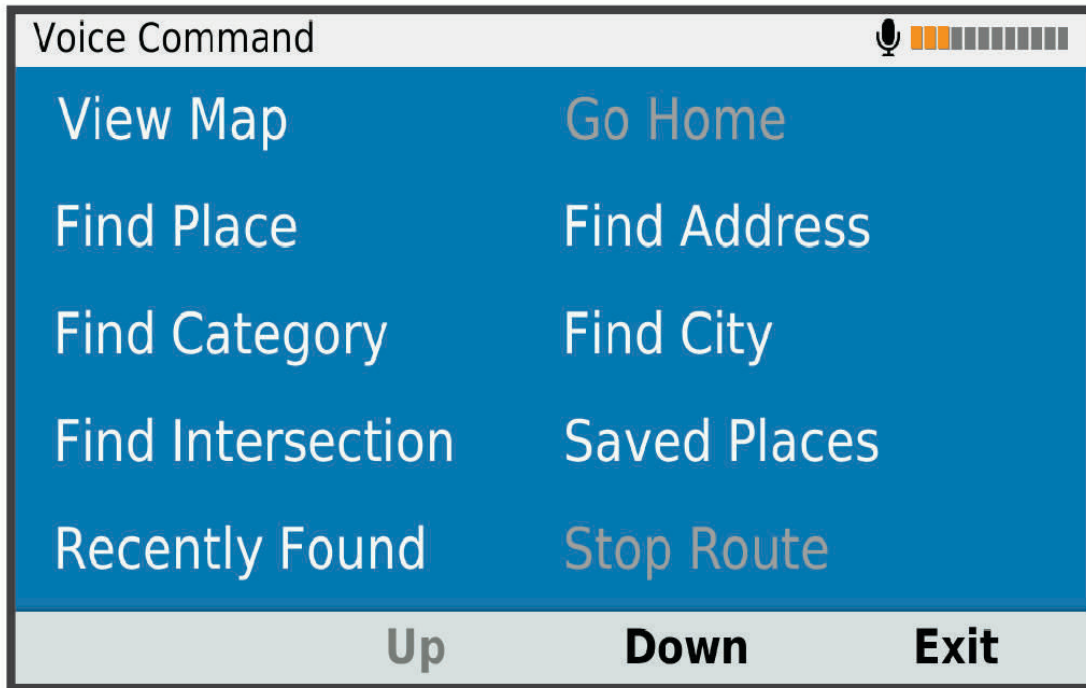 Voice Command
View Map Go Home
Find Place Find Address
Find Category Find City
Find Intersection Saved Places
Recently Found Stop Route
Up Down Exit